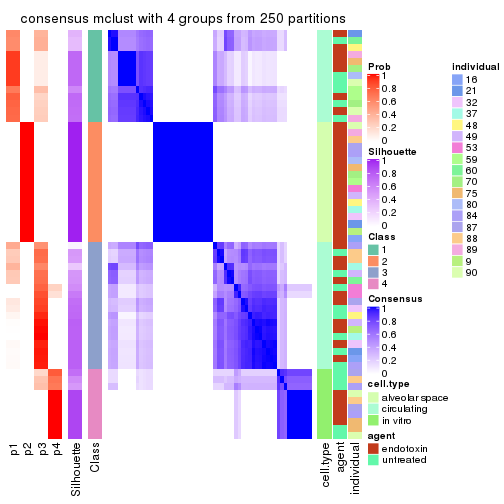 consensus mclust with 4 groups from 250 partitions
Prob
1
0.8
0.6
0.4
0.2
0
Silhouette
1
0.8
0.6
0.4
0.2
0
Class
1
2
3
4
Consensus
1
0.8
0.6
0.4
0.2
0
cell.type
alveolar space
circulating
in vitro
agent
endotoxin
untreated
individual
16
21
32
37
48
49
53
59
60
70
75
80
84
87
88
89
9
90
p1
p2
p3
p4
Silhouette
Class
cell.type
agent
individual